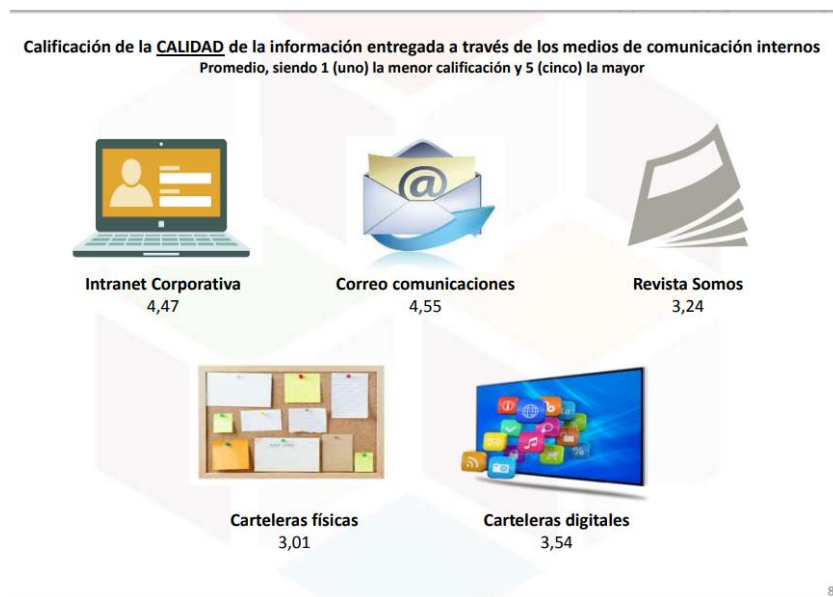 Calificación de la CALIDAD de la información entregada a través de los medios de comunicación internos
Promedio, siendo 1 (uno) la menor calificación y 5 (cinco) la mayor
Intranet Corporativa
4,47
Correo comunicaciones
4,55
Revista Somos
3,24
Carteleras físicas
3,01
Carteleras digitales
3,54
8